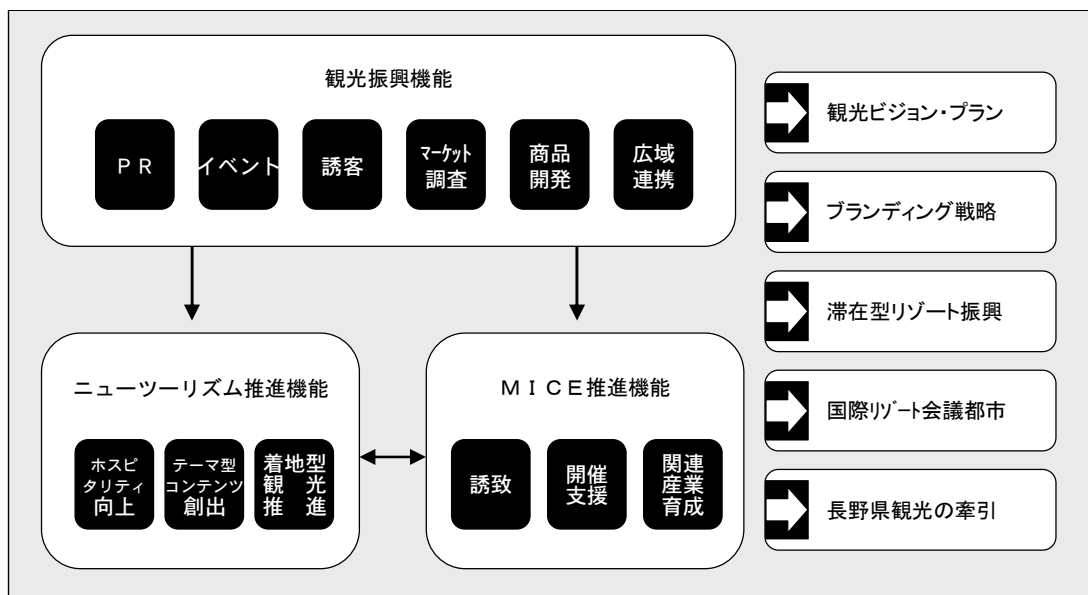 観光振興機能
ＰＲ
イベント
誘客
ﾏｰｹｯﾄ
調査
商品
開発
広域
連携
ニューツーリズム推進機能
ホスピ
タリティ
向上
テーマ型
コンテンツ
創出
着地型
観　光
推　進
ＭＩＣＥ推進機能
誘致
開催
支援
関連
産業
育成
観光ビジョン・プラン
ブランディング戦略
滞在型リゾート振興
国際ﾘｿﾞｰﾄ会議都市
長野県観光の牽引